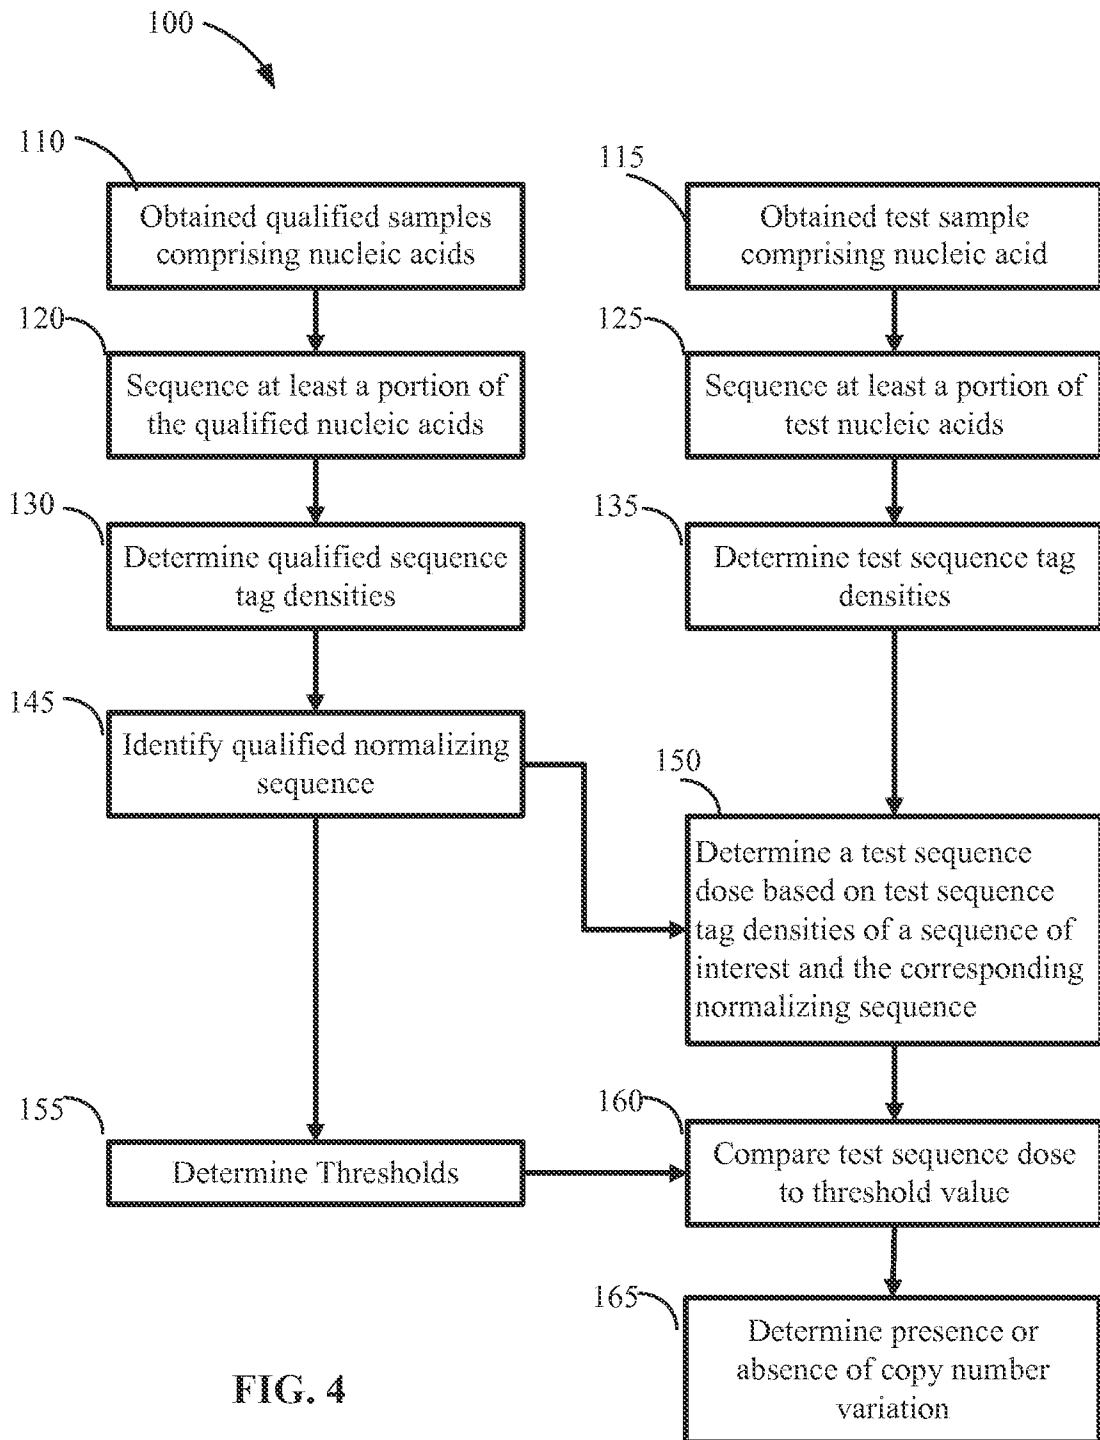 100
110
Obtained qualified samples
comprising nucleic acids
115
Obtained test sample
comprising nucleic acid
120
Sequence at least a portion of
the qualified nucleic acids
125
Sequence at least a portion of
test nucleic acids
130
Determine qualified sequence
tag densities
135
Determine test sequence tag
densities
145
Identify qualified normalizing
sequence
150
Determine a test sequence
dose based on test sequence
tag densities of a sequence of
interest and the corresponding
normalizing sequence
155
Determine Thresholds
160
Compare test sequence dose
to threshold value
165
Determine presence or
absence of copy number
variation
FIG. 4